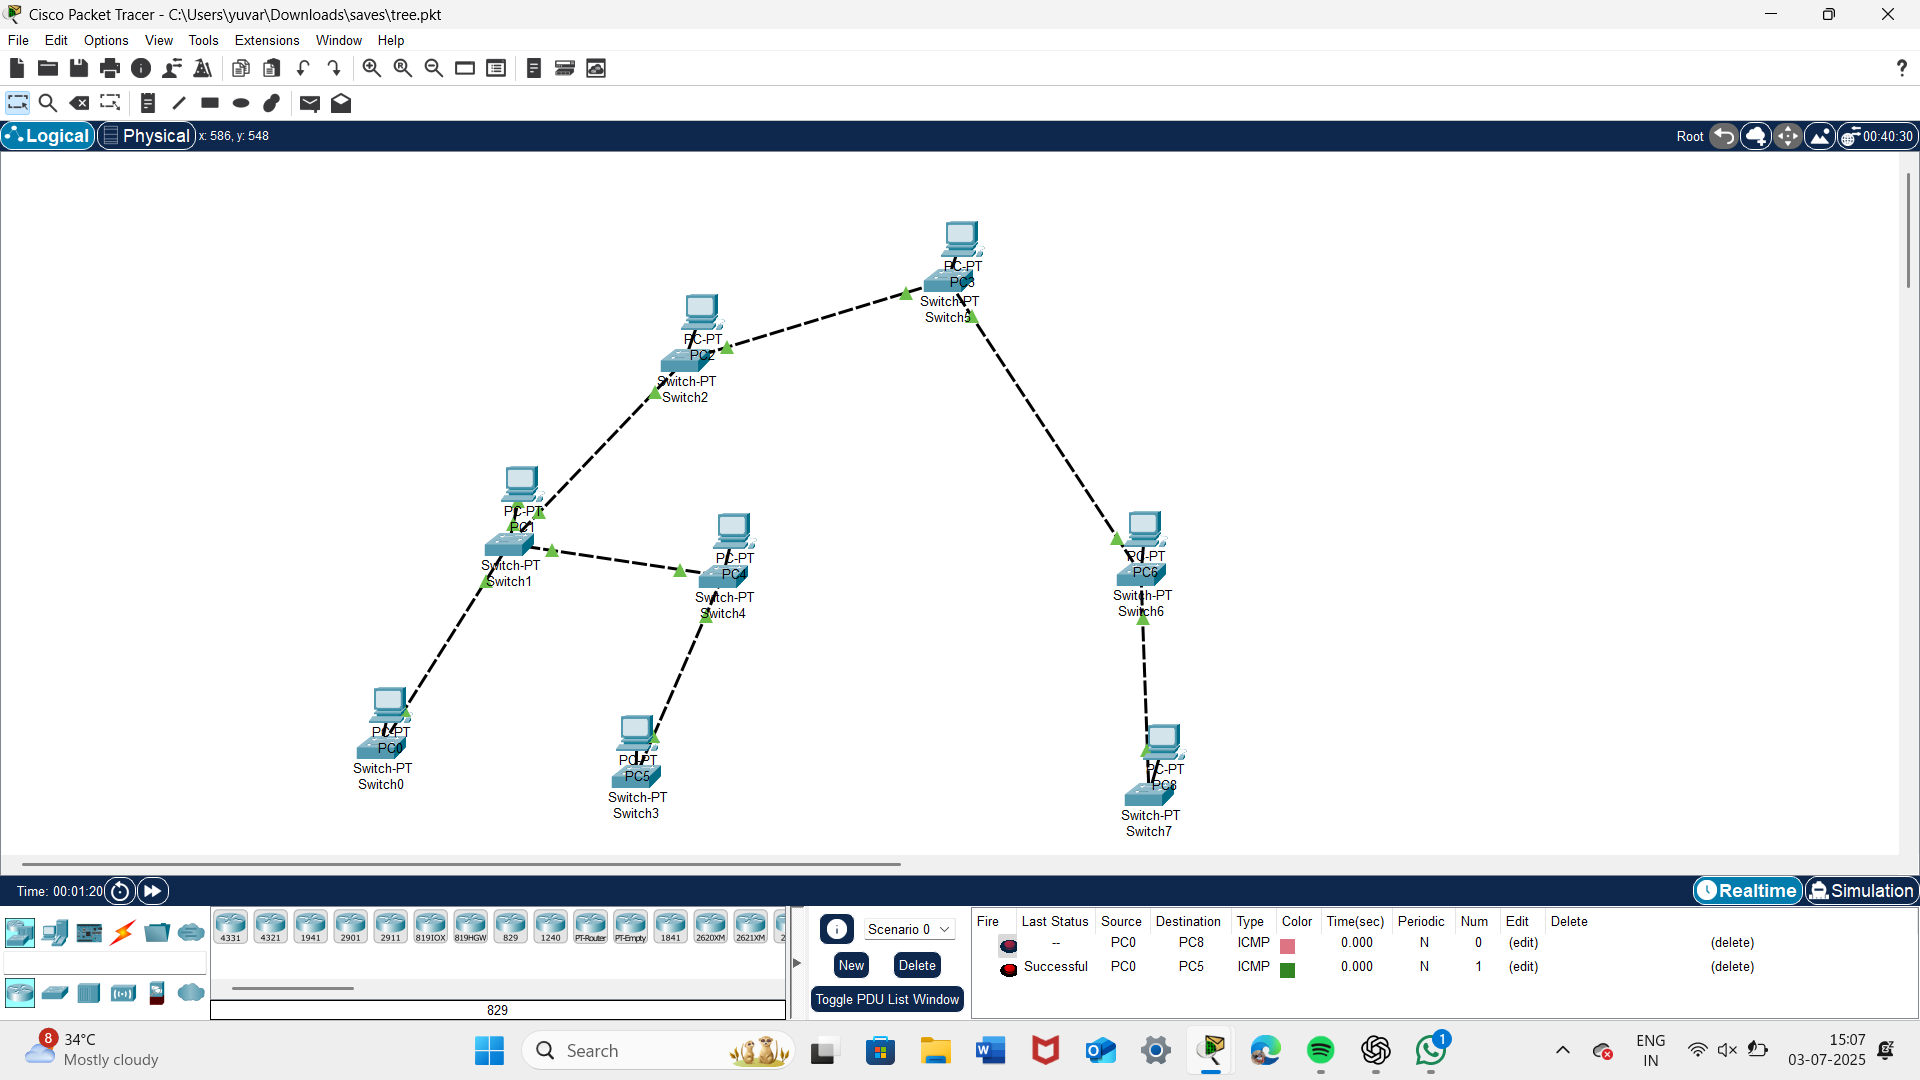 Cisco Packet Tracer - C:\Users\yuvar\Downloads\saves\tree.pkt
File Edit Options View Tools Extensions Window Help
?
Logical Physical x: 586, y: 548 Root 00:40:30
PC-PT
PC3
Switch-PT
Switch5
PC-PT
PC2
Switch-PT
Switch2
PC-PT
PC1
Switch-PT
Switch1
PC-PT
PC4
Switch-PT
Switch4
PC-PT
PC6
Switch-PT
Switch6
PC-PT
PC0
Switch-PT
Switch0
PC-PT
PC5
Switch-PT
Switch3
PC-PT
PC8
Switch-PT
Switch7
Time: 00:01:20 Realtime Simulation
4331 4321 1941 2901 2911 819IOX 819HGW 829 1240 PT-Router PT-Empty 1841 2620XM 2621XM 2
829
Scenario 0
New Delete
Toggle PDU List Window
Fire Last Status Source Destination Type Color Time(sec) Periodic Num Edit Delete
-- PC0 PC8 ICMP 0.000 N 0 (edit) (delete)
Successful PC0 PC5 ICMP 0.000 N 1 (edit) (delete)
8 34°C
Mostly cloudy
Search
1
ENG
IN
15:07
03-07-2025